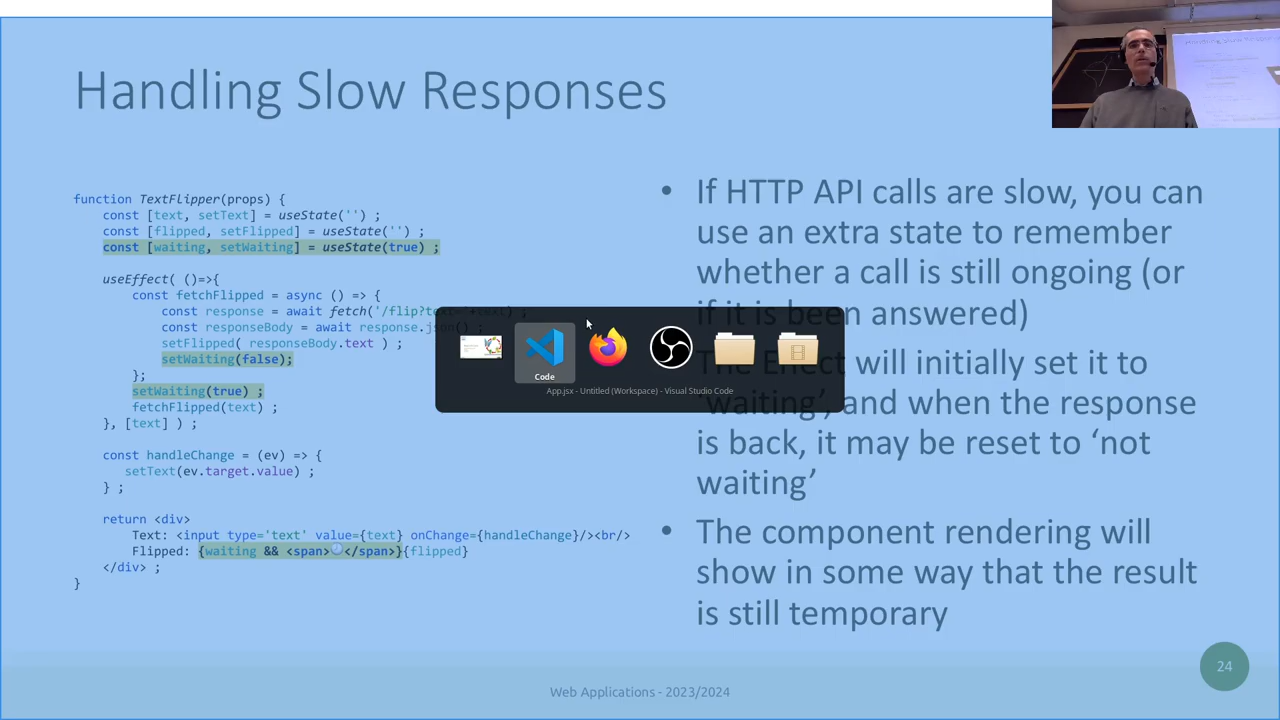 Handling Slow Responses
function TextFlipper(props) {
const [text, setText] = useState('') ;
const [flipped, setFlipped] = useState('') ;
const [waiting, setWaiting] = useState(true) ;
useEffect( ()=>{
const fetchFlipped = async () => {
const response = await fetch('/flip?text='+text) ;
const responseBody = await response.json() ;
setFlipped( responseBody.text ) ;
setWaiting(false);
};
setWaiting(true) ;
fetchFlipped(text) ;
}, [text] ) ;
const handleChange = (ev) => {
setText(ev.target.value) ;
} ;
return <div>
Text: <input type='text' value={text} onChange={handleChange}/><br/>
Flipped: {waiting && <span>🕒</span>}{flipped}
</div> ;
}
• If HTTP API calls are slow, you can
use an extra state to remember
whether a call is still ongoing (or
if it is been answered)
The Effect will initially set it to
'waiting', and when the response
is back, it may be reset to ‘not
waiting’
• The component rendering will
show in some way that the result
is still temporary
Code
App.jsx - Untitled (Workspace) - Visual Studio Code
Web Applications - 2023/2024
24